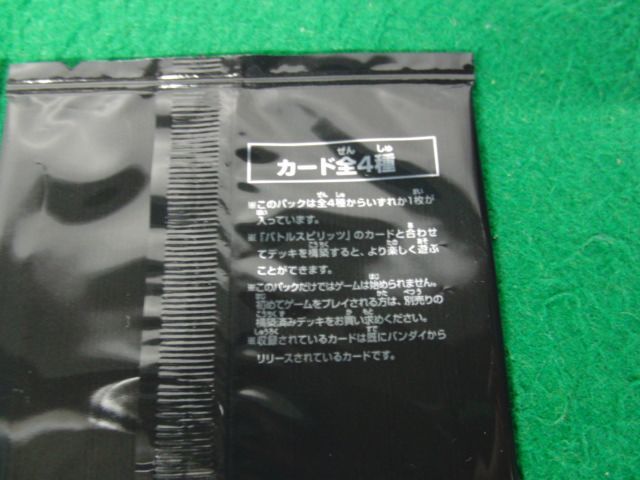 カード全4種
※このパックは全4種からいずれか1枚が
入っています。
※「バトルスピリッツ」のカードと合わせ
てデッキを構築すると、より楽しく遊ぶ
ことができます。
※このパックだけではゲームは始められません。
初めてゲームをプレイされる方は、別売りの
構築済みデッキをお買い求めください。
※収録されているカードは既にバンダイから
リリースされているカードです。